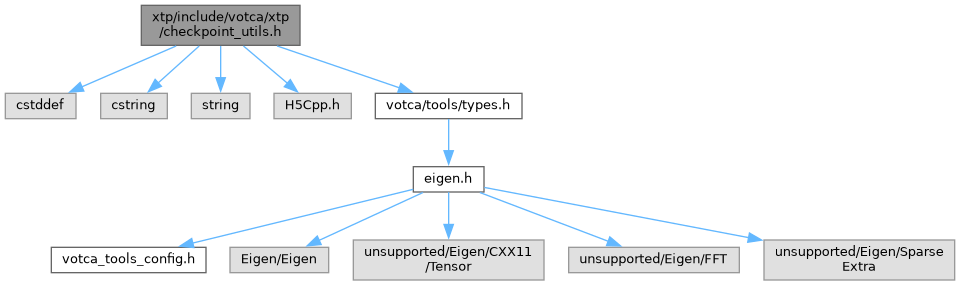 xtp/include/votca/xtp
/checkpoint_utils.h
cstddef
cstring
string
H5Cpp.h
votca/tools/types.h
eigen.h
votca_tools_config.h
Eigen/Eigen
unsupported/Eigen/CXX11
/Tensor
unsupported/Eigen/FFT
unsupported/Eigen/Sparse
Extra